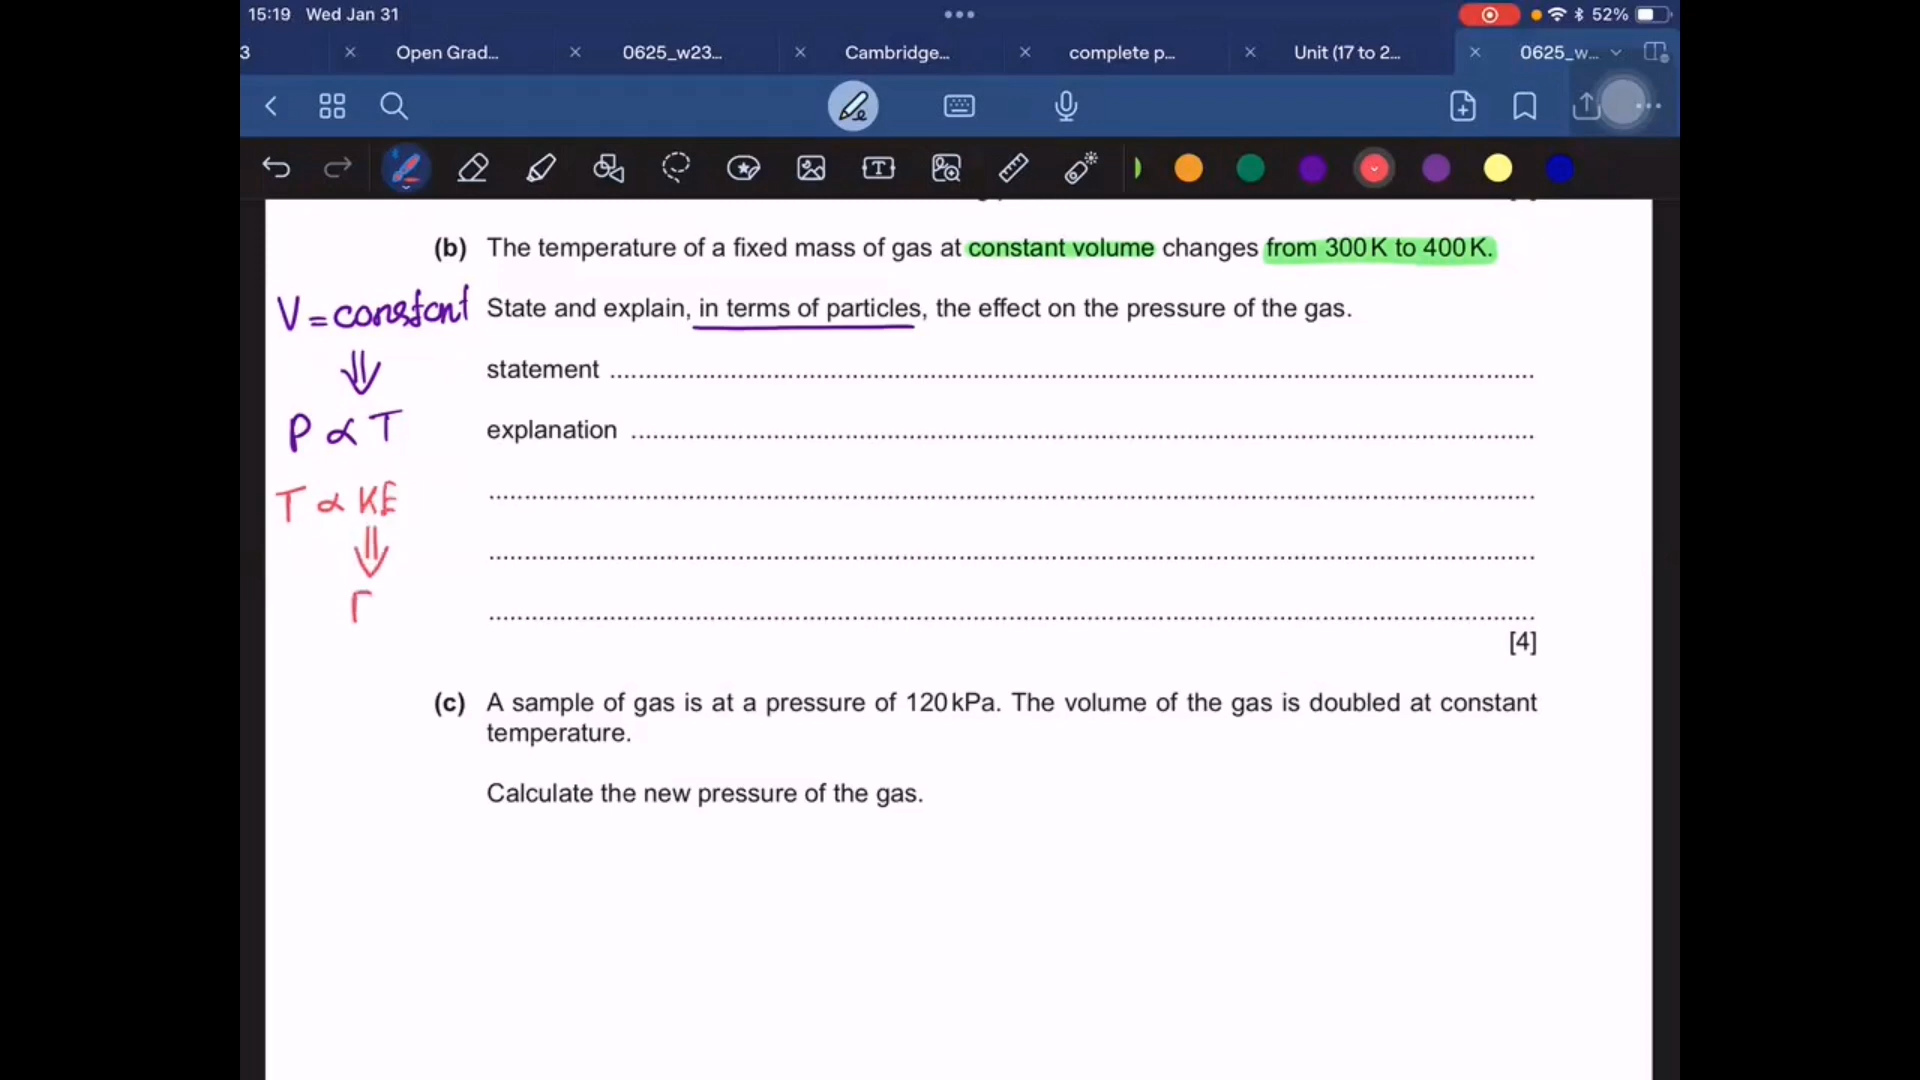 15:19 Wed Jan 31
52%
3
Open Grad...
0625_w23...
Cambridge...
complete p...
Unit (17 to 2...
0625_w...
(b) The temperature of a fixed mass of gas at constant volume changes from 300 K to 400 K.
V = constant
State and explain, in terms of particles, the effect on the pressure of the gas.
⇓
statement ....................................................................................................................................
P ∝ T
explanation ................................................................................................................................
T ∝ KE
⇓
[4]
(c) A sample of gas is at a pressure of 120 kPa. The volume of the gas is doubled at constant
temperature.
Calculate the new pressure of the gas.